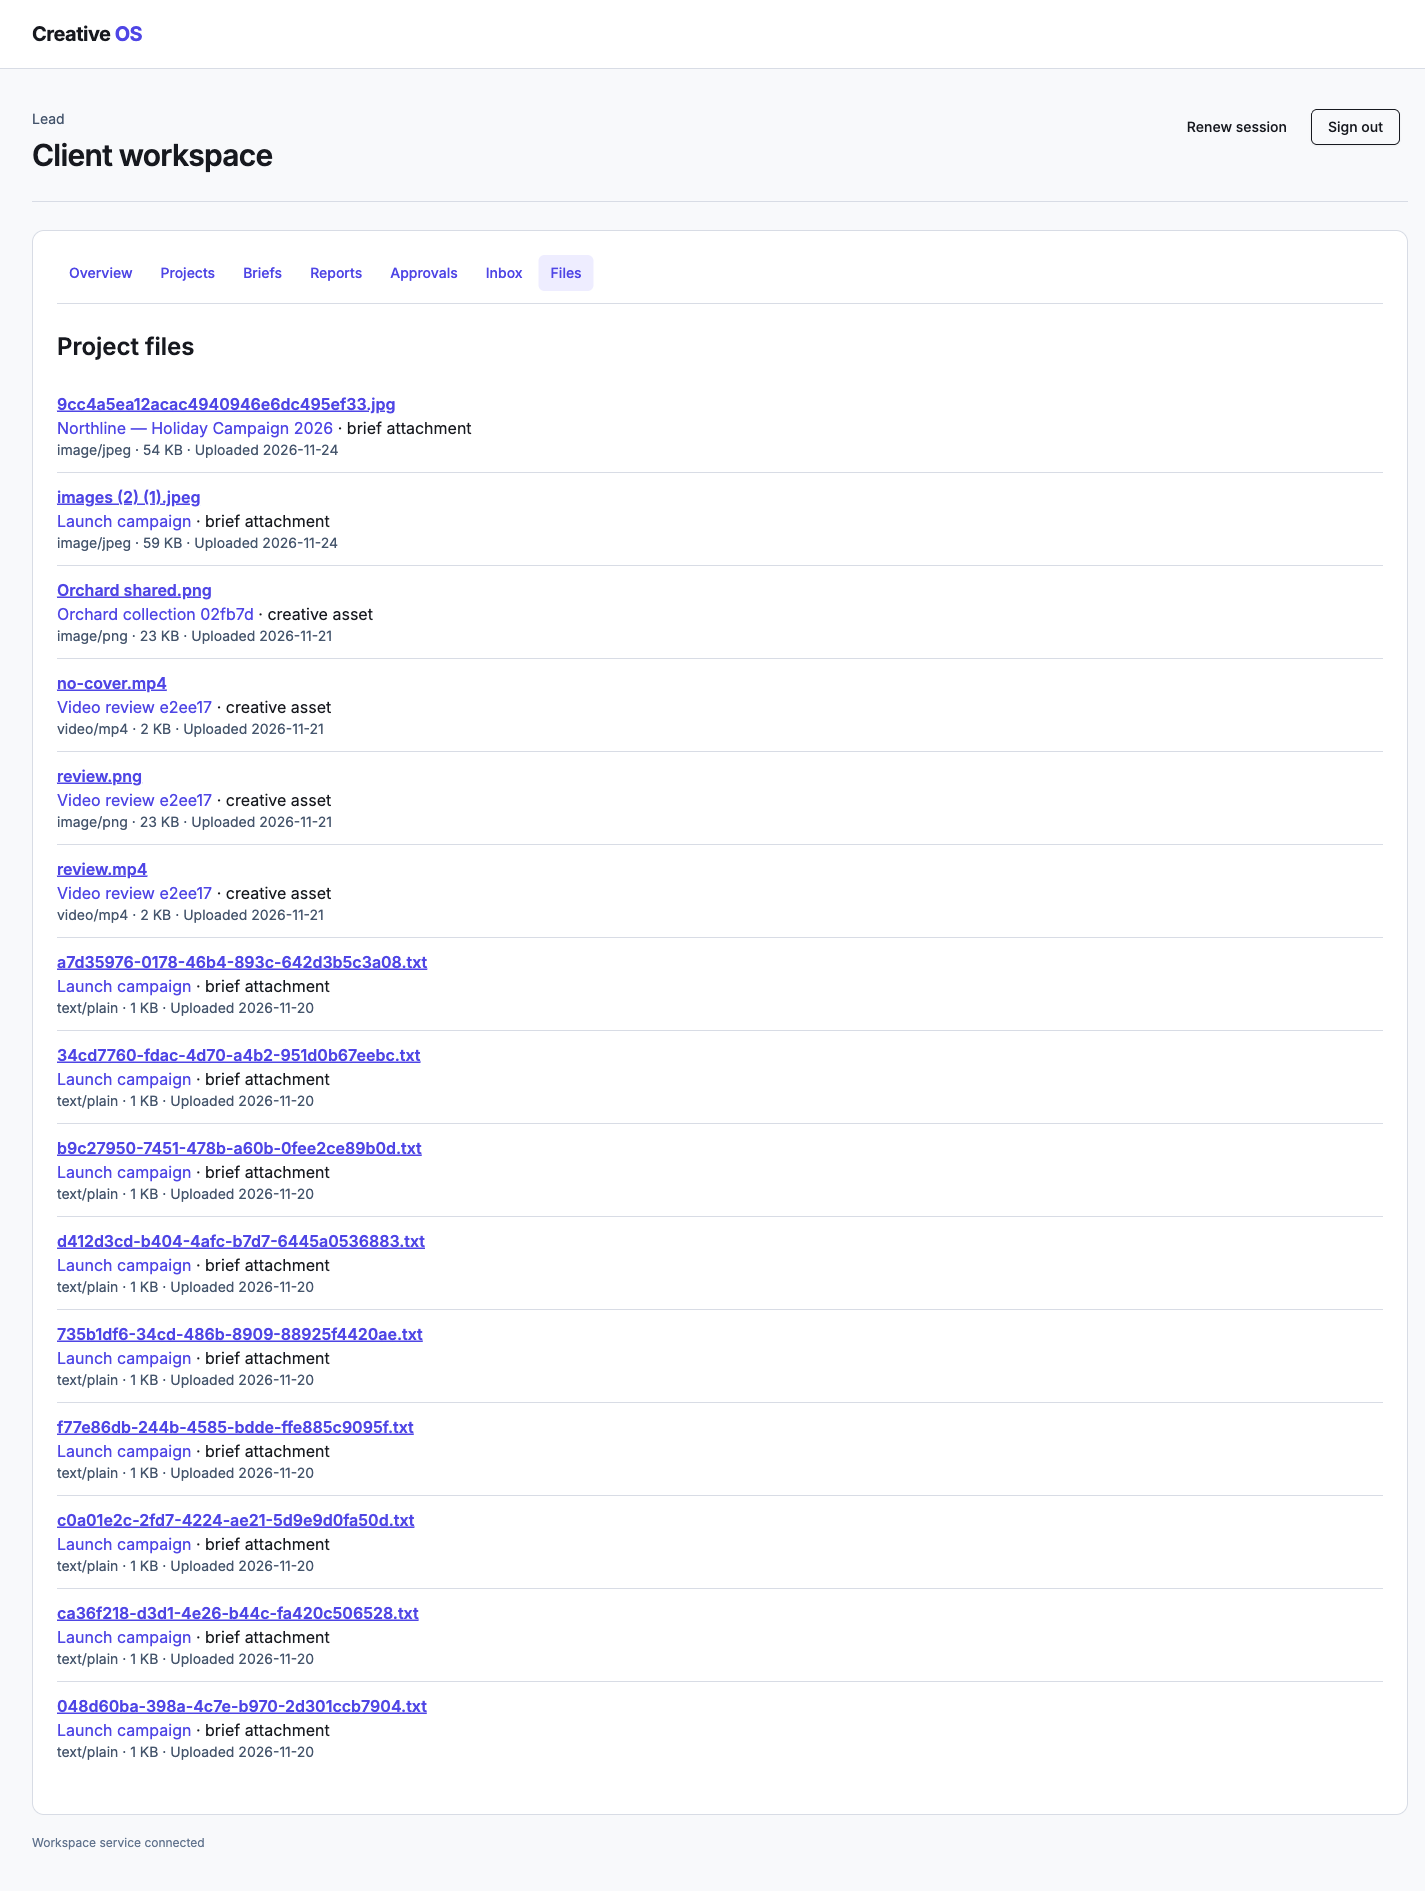 Creative OS
Lead
Client workspace
Renew session
Sign out
Overview
Projects
Briefs
Reports
Approvals
Inbox
Files
Project files
9cc4a5ea12acac4940946e6dc495ef33.jpg
Northline — Holiday Campaign 2026 · brief attachment
image/jpeg · 54 KB · Uploaded 2026-11-24
images (2) (1).jpeg
Launch campaign · brief attachment
image/jpeg · 59 KB · Uploaded 2026-11-24
Orchard shared.png
Orchard collection 02fb7d · creative asset
image/png · 23 KB · Uploaded 2026-11-21
no-cover.mp4
Video review e2ee17 · creative asset
video/mp4 · 2 KB · Uploaded 2026-11-21
review.png
Video review e2ee17 · creative asset
image/png · 23 KB · Uploaded 2026-11-21
review.mp4
Video review e2ee17 · creative asset
video/mp4 · 2 KB · Uploaded 2026-11-21
a7d35976-0178-46b4-893c-642d3b5c3a08.txt
Launch campaign · brief attachment
text/plain · 1 KB · Uploaded 2026-11-20
34cd7760-fdac-4d70-a4b2-951d0b67eebc.txt
Launch campaign · brief attachment
text/plain · 1 KB · Uploaded 2026-11-20
b9c27950-7451-478b-a60b-0fee2ce89b0d.txt
Launch campaign · brief attachment
text/plain · 1 KB · Uploaded 2026-11-20
d412d3cd-b404-4afc-b7d7-6445a0536883.txt
Launch campaign · brief attachment
text/plain · 1 KB · Uploaded 2026-11-20
735b1df6-34cd-486b-8909-88925f4420ae.txt
Launch campaign · brief attachment
text/plain · 1 KB · Uploaded 2026-11-20
f77e86db-244b-4585-bdde-ffe885c9095f.txt
Launch campaign · brief attachment
text/plain · 1 KB · Uploaded 2026-11-20
c0a01e2c-2fd7-4224-ae21-5d9e9d0fa50d.txt
Launch campaign · brief attachment
text/plain · 1 KB · Uploaded 2026-11-20
ca36f218-d3d1-4e26-b44c-fa420c506528.txt
Launch campaign · brief attachment
text/plain · 1 KB · Uploaded 2026-11-20
048d60ba-398a-4c7e-b970-2d301ccb7904.txt
Launch campaign · brief attachment
text/plain · 1 KB · Uploaded 2026-11-20
Workspace service connected